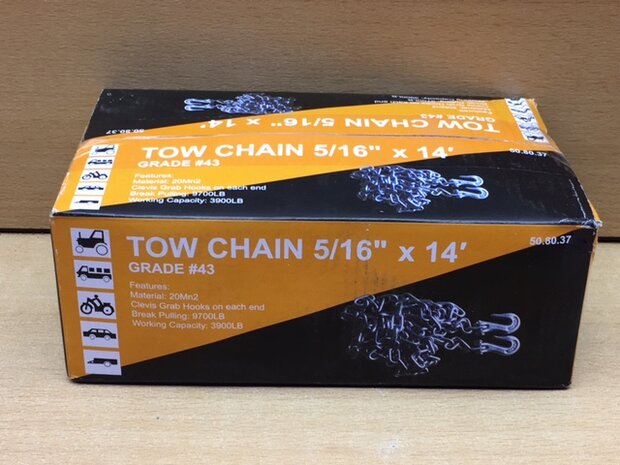 TOW CHAIN 5/16" x 14′
GRADE #43
50.80.37
TOW CHAIN 5/16" x 14′
GRADE #43
50.80.37
Features:
Material: 20Mn2
Clevis Grab Hooks on each end
Break Pulling: 9700LB
Working Capacity: 3900LB
TOW CHAIN 5/16" x 14′
GRADE #43
50.80.37
Features:
Material: 20Mn2
Clevis Grab Hooks on each end
Break Pulling: 9700LB
Working Capacity: 3900LB